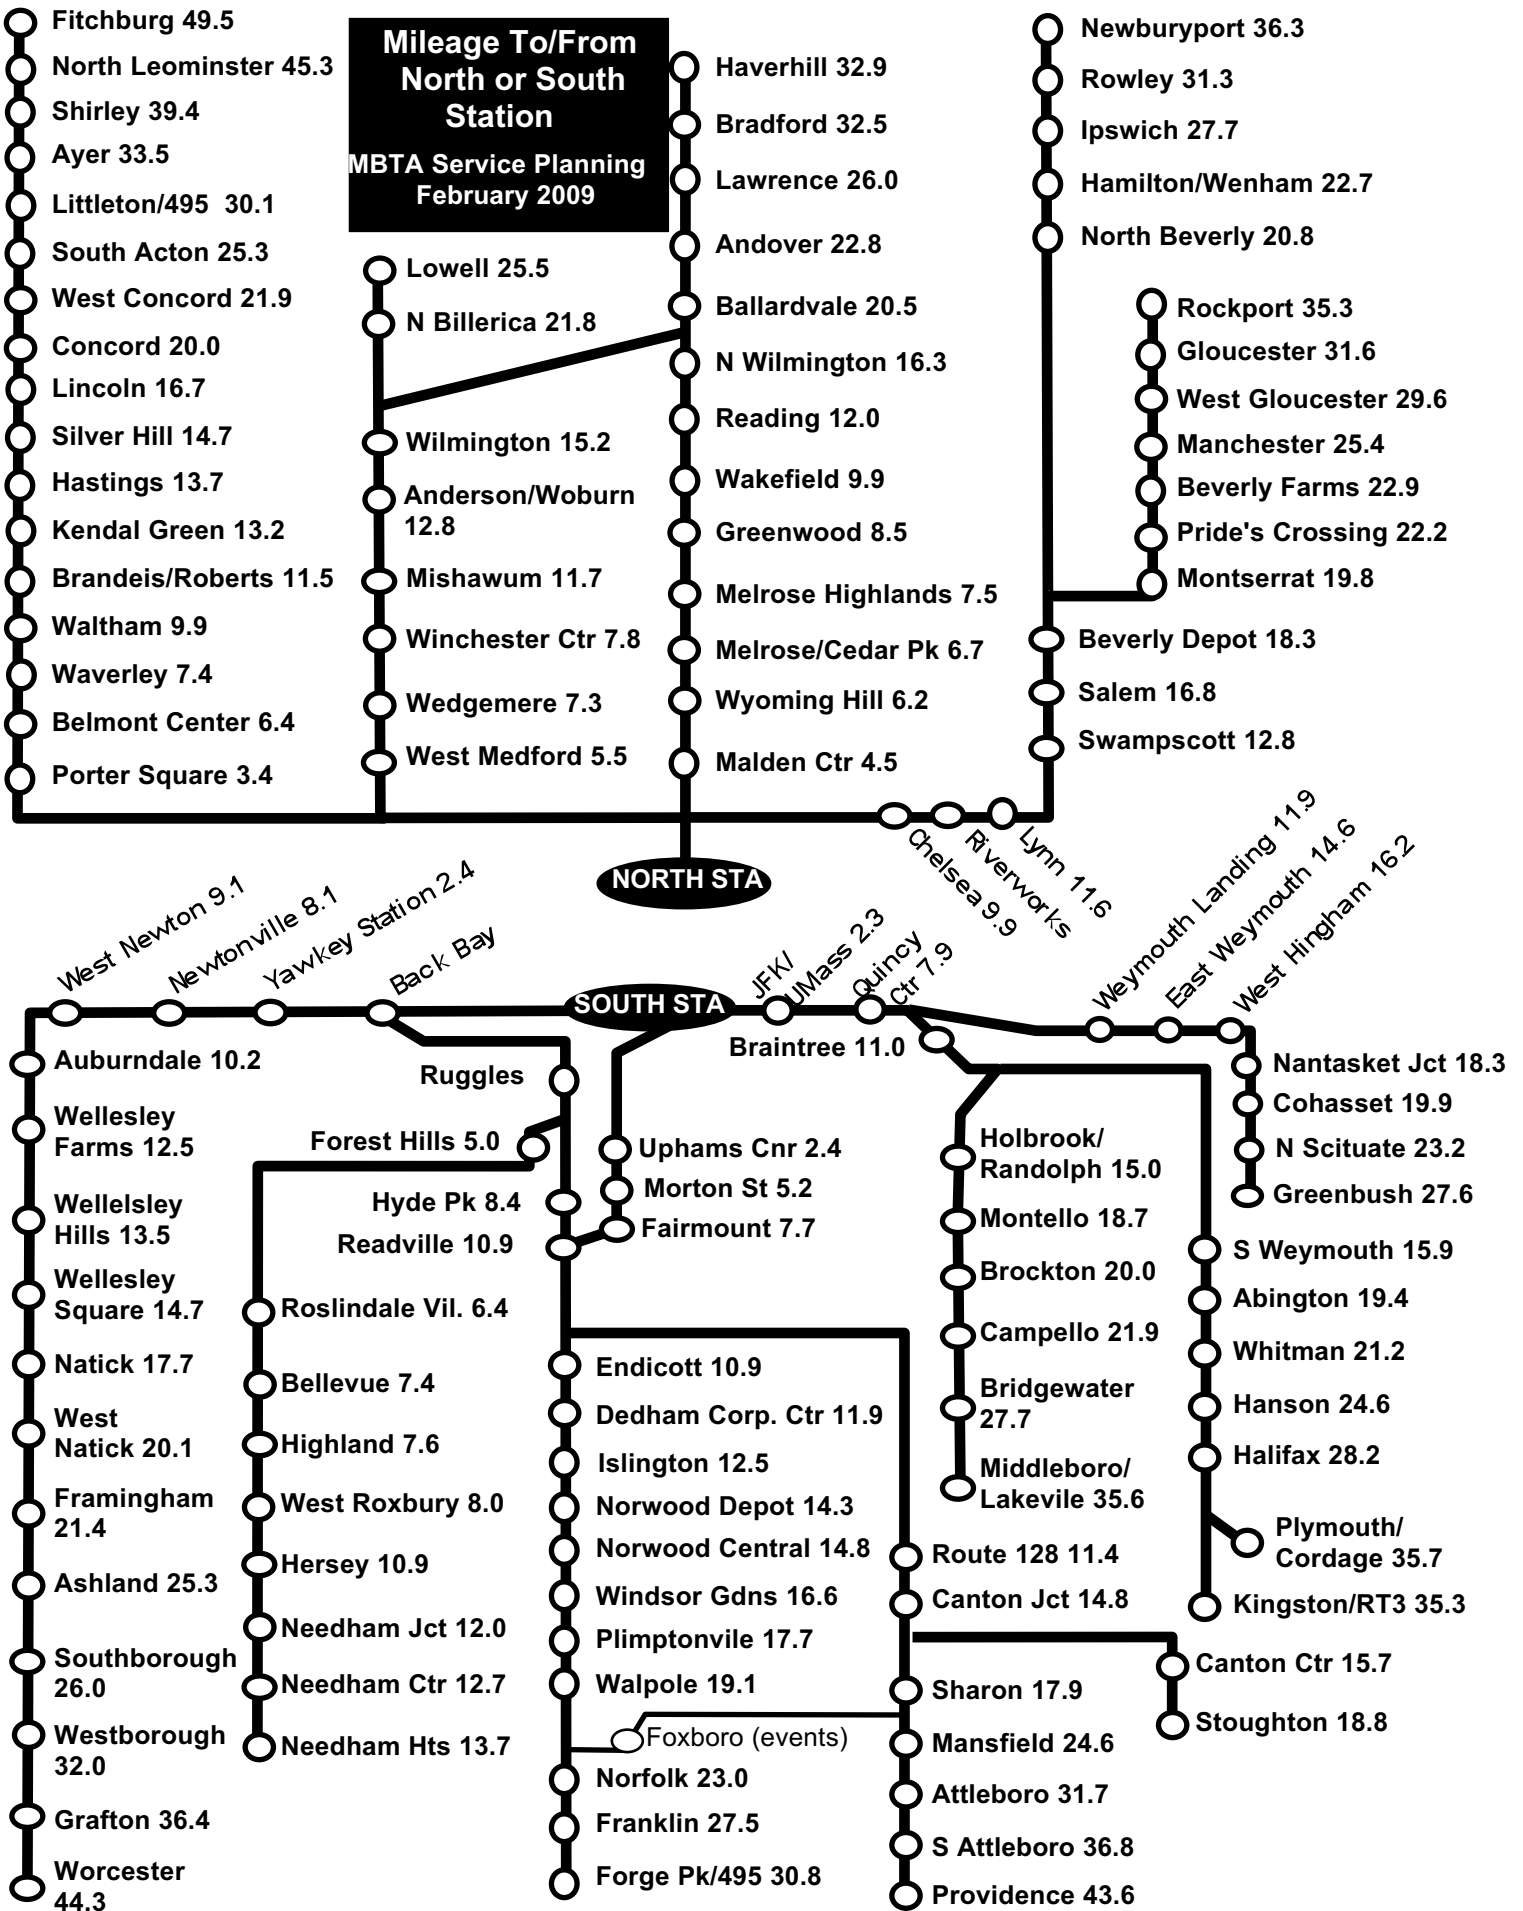 Mileage To/From
North or South
Station
MBTA Service Planning
February 2009
Fitchburg 49.5
North Leominster 45.3
Shirley 39.4
Ayer 33.5
Littleton/495 30.1
South Acton 25.3
West Concord 21.9
Concord 20.0
Lincoln 16.7
Silver Hill 14.7
Hastings 13.7
Kendal Green 13.2
Brandeis/Roberts 11.5
Waltham 9.9
Waverley 7.4
Belmont Center 6.4
Porter Square 3.4
Lowell 25.5
N Billerica 21.8
Wilmington 15.2
Anderson/Woburn
12.8
Mishawum 11.7
Winchester Ctr 7.8
Wedgemere 7.3
West Medford 5.5
Haverhill 32.9
Bradford 32.5
Lawrence 26.0
Andover 22.8
Ballardvale 20.5
N Wilmington 16.3
Reading 12.0
Wakefield 9.9
Greenwood 8.5
Melrose Highlands 7.5
Melrose/Cedar Pk 6.7
Wyoming Hill 6.2
Malden Ctr 4.5
Newburyport 36.3
Rowley 31.3
Ipswich 27.7
Hamilton/Wenham 22.7
North Beverly 20.8
Rockport 35.3
Gloucester 31.6
West Gloucester 29.6
Manchester 25.4
Beverly Farms 22.9
Pride's Crossing 22.2
Montserrat 19.8
Beverly Depot 18.3
Salem 16.8
Swampscott 12.8
Chelsea 9.9
Riverworks
Lynn 11.6
NORTH STA
West Newton 9.1
Newtonville 8.1
Yawkey Station 2.4
Back Bay
SOUTH STA
JFK/
UMass 2.3
Quincy
Ctr 7.9
Weymouth Landing 11.9
East Weymouth 14.6
West Hingham 16.2
Auburndale 10.2
Wellesley
Farms 12.5
Wellelsley
Hills 13.5
Wellesley
Square 14.7
Natick 17.7
West
Natick 20.1
Framingham
21.4
Ashland 25.3
Southborough
26.0
Westborough
32.0
Grafton 36.4
Worcester
44.3
Ruggles
Forest Hills 5.0
Hyde Pk 8.4
Readville 10.9
Roslindale Vil. 6.4
Bellevue 7.4
Highland 7.6
West Roxbury 8.0
Hersey 10.9
Needham Jct 12.0
Needham Ctr 12.7
Needham Hts 13.7
Uphams Cnr 2.4
Morton St 5.2
Fairmount 7.7
Endicott 10.9
Dedham Corp. Ctr 11.9
Islington 12.5
Norwood Depot 14.3
Norwood Central 14.8
Windsor Gdns 16.6
Plimptonvile 17.7
Walpole 19.1
Foxboro (events)
Norfolk 23.0
Franklin 27.5
Forge Pk/495 30.8
Route 128 11.4
Canton Jct 14.8
Sharon 17.9
Mansfield 24.6
Attleboro 31.7
S Attleboro 36.8
Providence 43.6
Canton Ctr 15.7
Stoughton 18.8
Braintree 11.0
Holbrook/
Randolph 15.0
Montello 18.7
Brockton 20.0
Campello 21.9
Bridgewater
27.7
Middleboro/
Lakevile 35.6
S Weymouth 15.9
Abington 19.4
Whitman 21.2
Hanson 24.6
Halifax 28.2
Plymouth/
Cordage 35.7
Kingston/RT3 35.3
Nantasket Jct 18.3
Cohasset 19.9
N Scituate 23.2
Greenbush 27.6